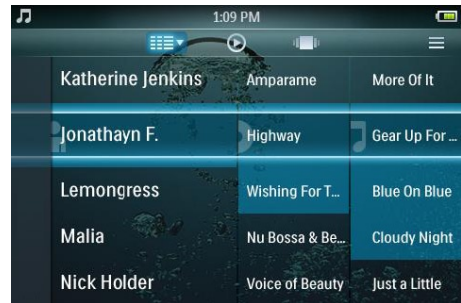 1:09 PM
Katherine Jenkins Amparame More Of It
Jonathayn F. Highway Gear Up For ...
Lemongress Wishing For T... Blue On Blue
Malia Nu Bossa & Be... Cloudy Night
Nick Holder Voice of Beauty Just a Little